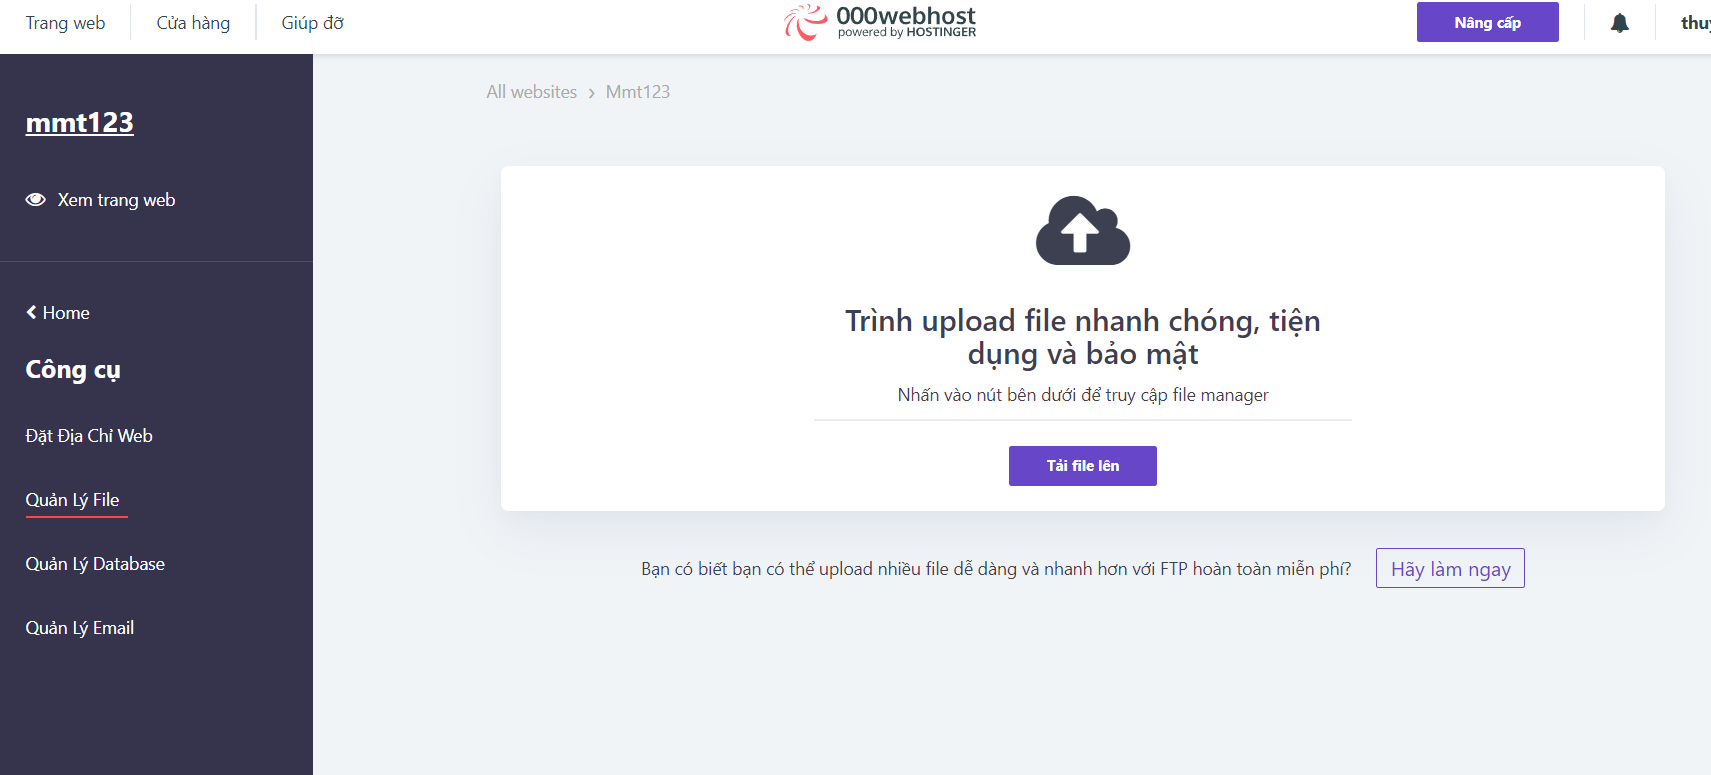 Trang web
Cửa hàng
Giúp đỡ
000webhost
powered by HOSTINGER
Nâng cấp
mmt123
Xem trang web
Home
Công cụ
Đặt Địa Chỉ Web
Quản Lý File
Quản Lý Database
Quản Lý Email
All websites › Mmt123
Trình upload file nhanh chóng, tiện
dụng và bảo mật
Nhấn vào nút bên dưới để truy cập file manager
Tải file lên
Bạn có biết bạn có thể upload nhiều file dễ dàng và nhanh hơn với FTP hoàn toàn miễn phí?
Hãy làm ngay